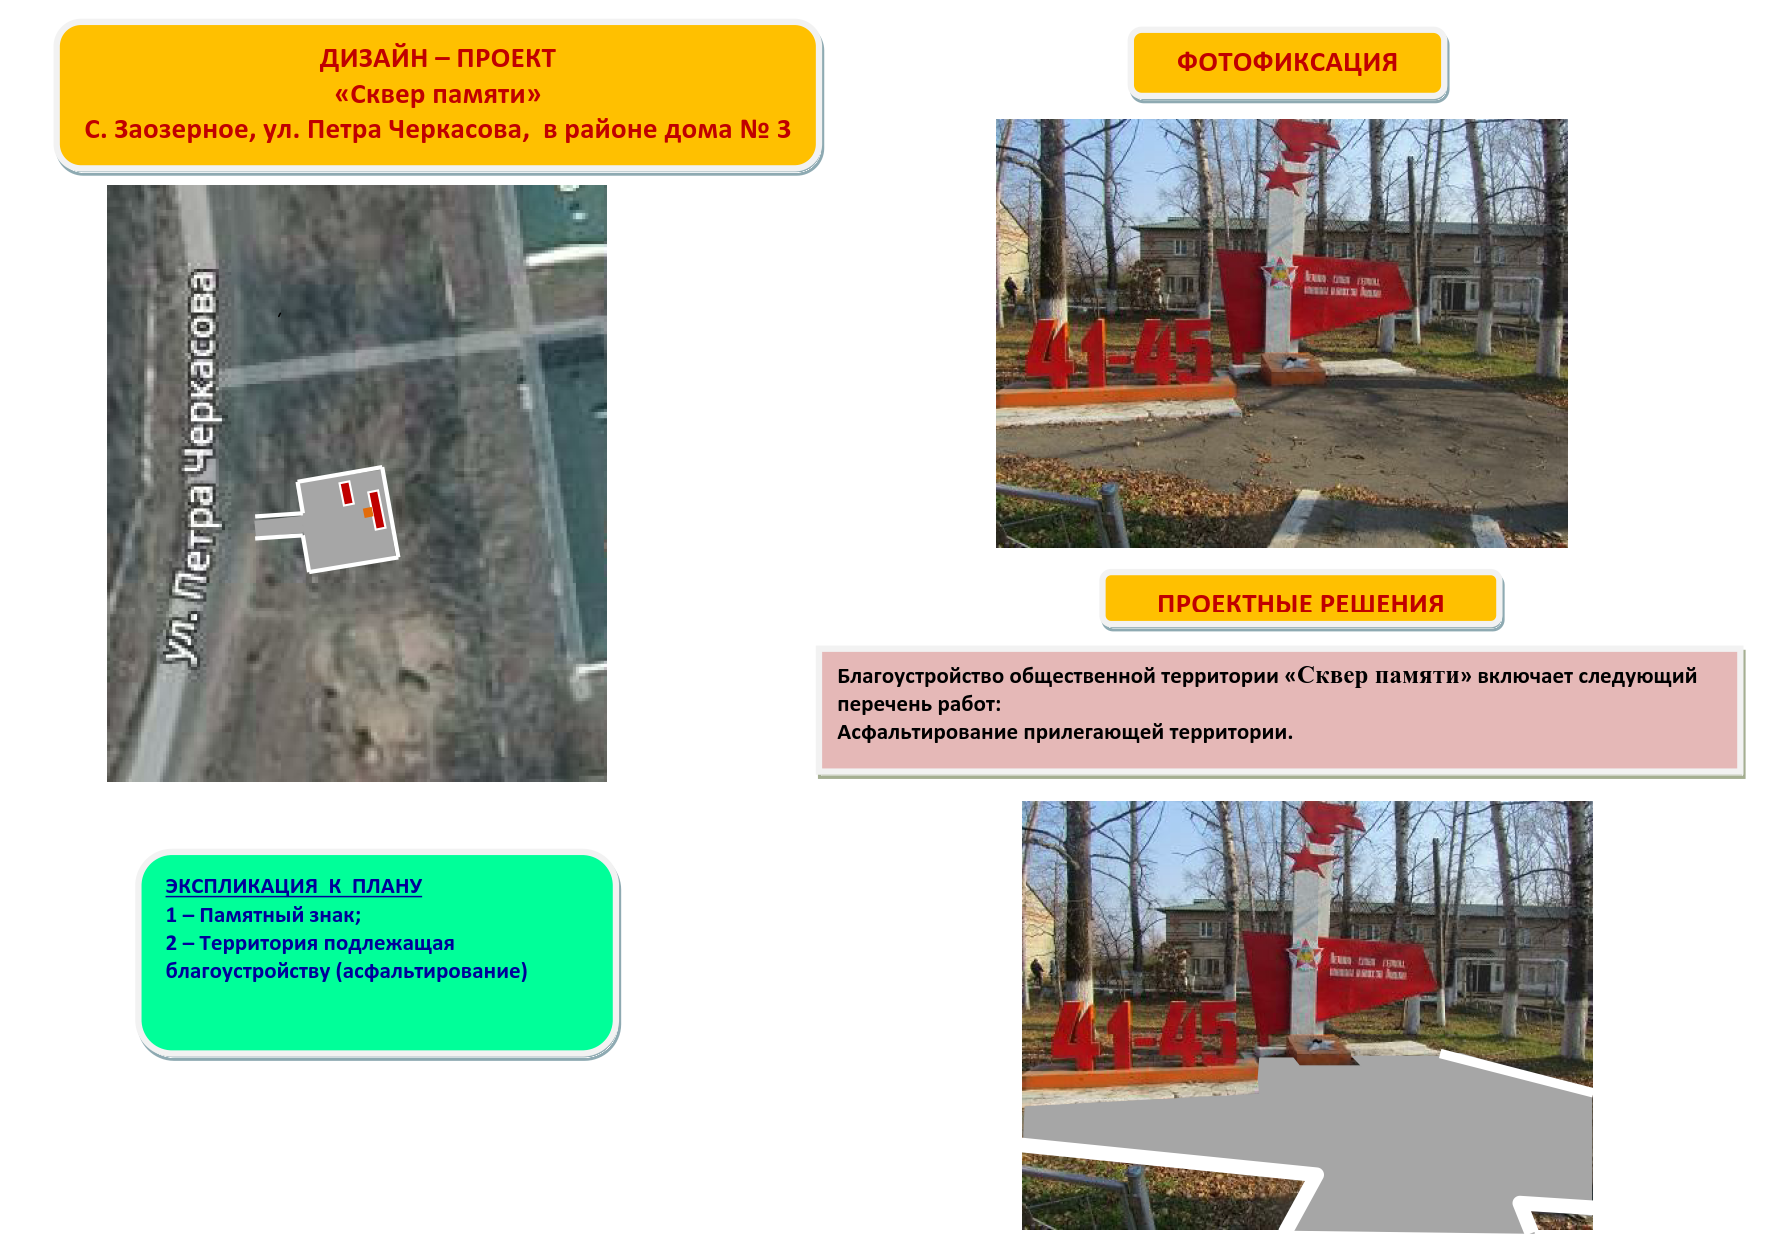 ДИЗАЙН – ПРОЕКТ
«Сквер памяти»
С. Заозерное, ул. Петра Черкасова, в районе дома № 3
ул. Петра Черкасова
ЭКСПЛИКАЦИЯ К ПЛАНУ
1 – Памятный знак;
2 – Территория подлежащая
благоустройству (асфальтирование)
ФОТОФИКСАЦИЯ
41-45
ПРОЕКТНЫЕ РЕШЕНИЯ
Благоустройство общественной территории «Сквер памяти» включает следующий
перечень работ:
Асфальтирование прилегающей территории.
41-45